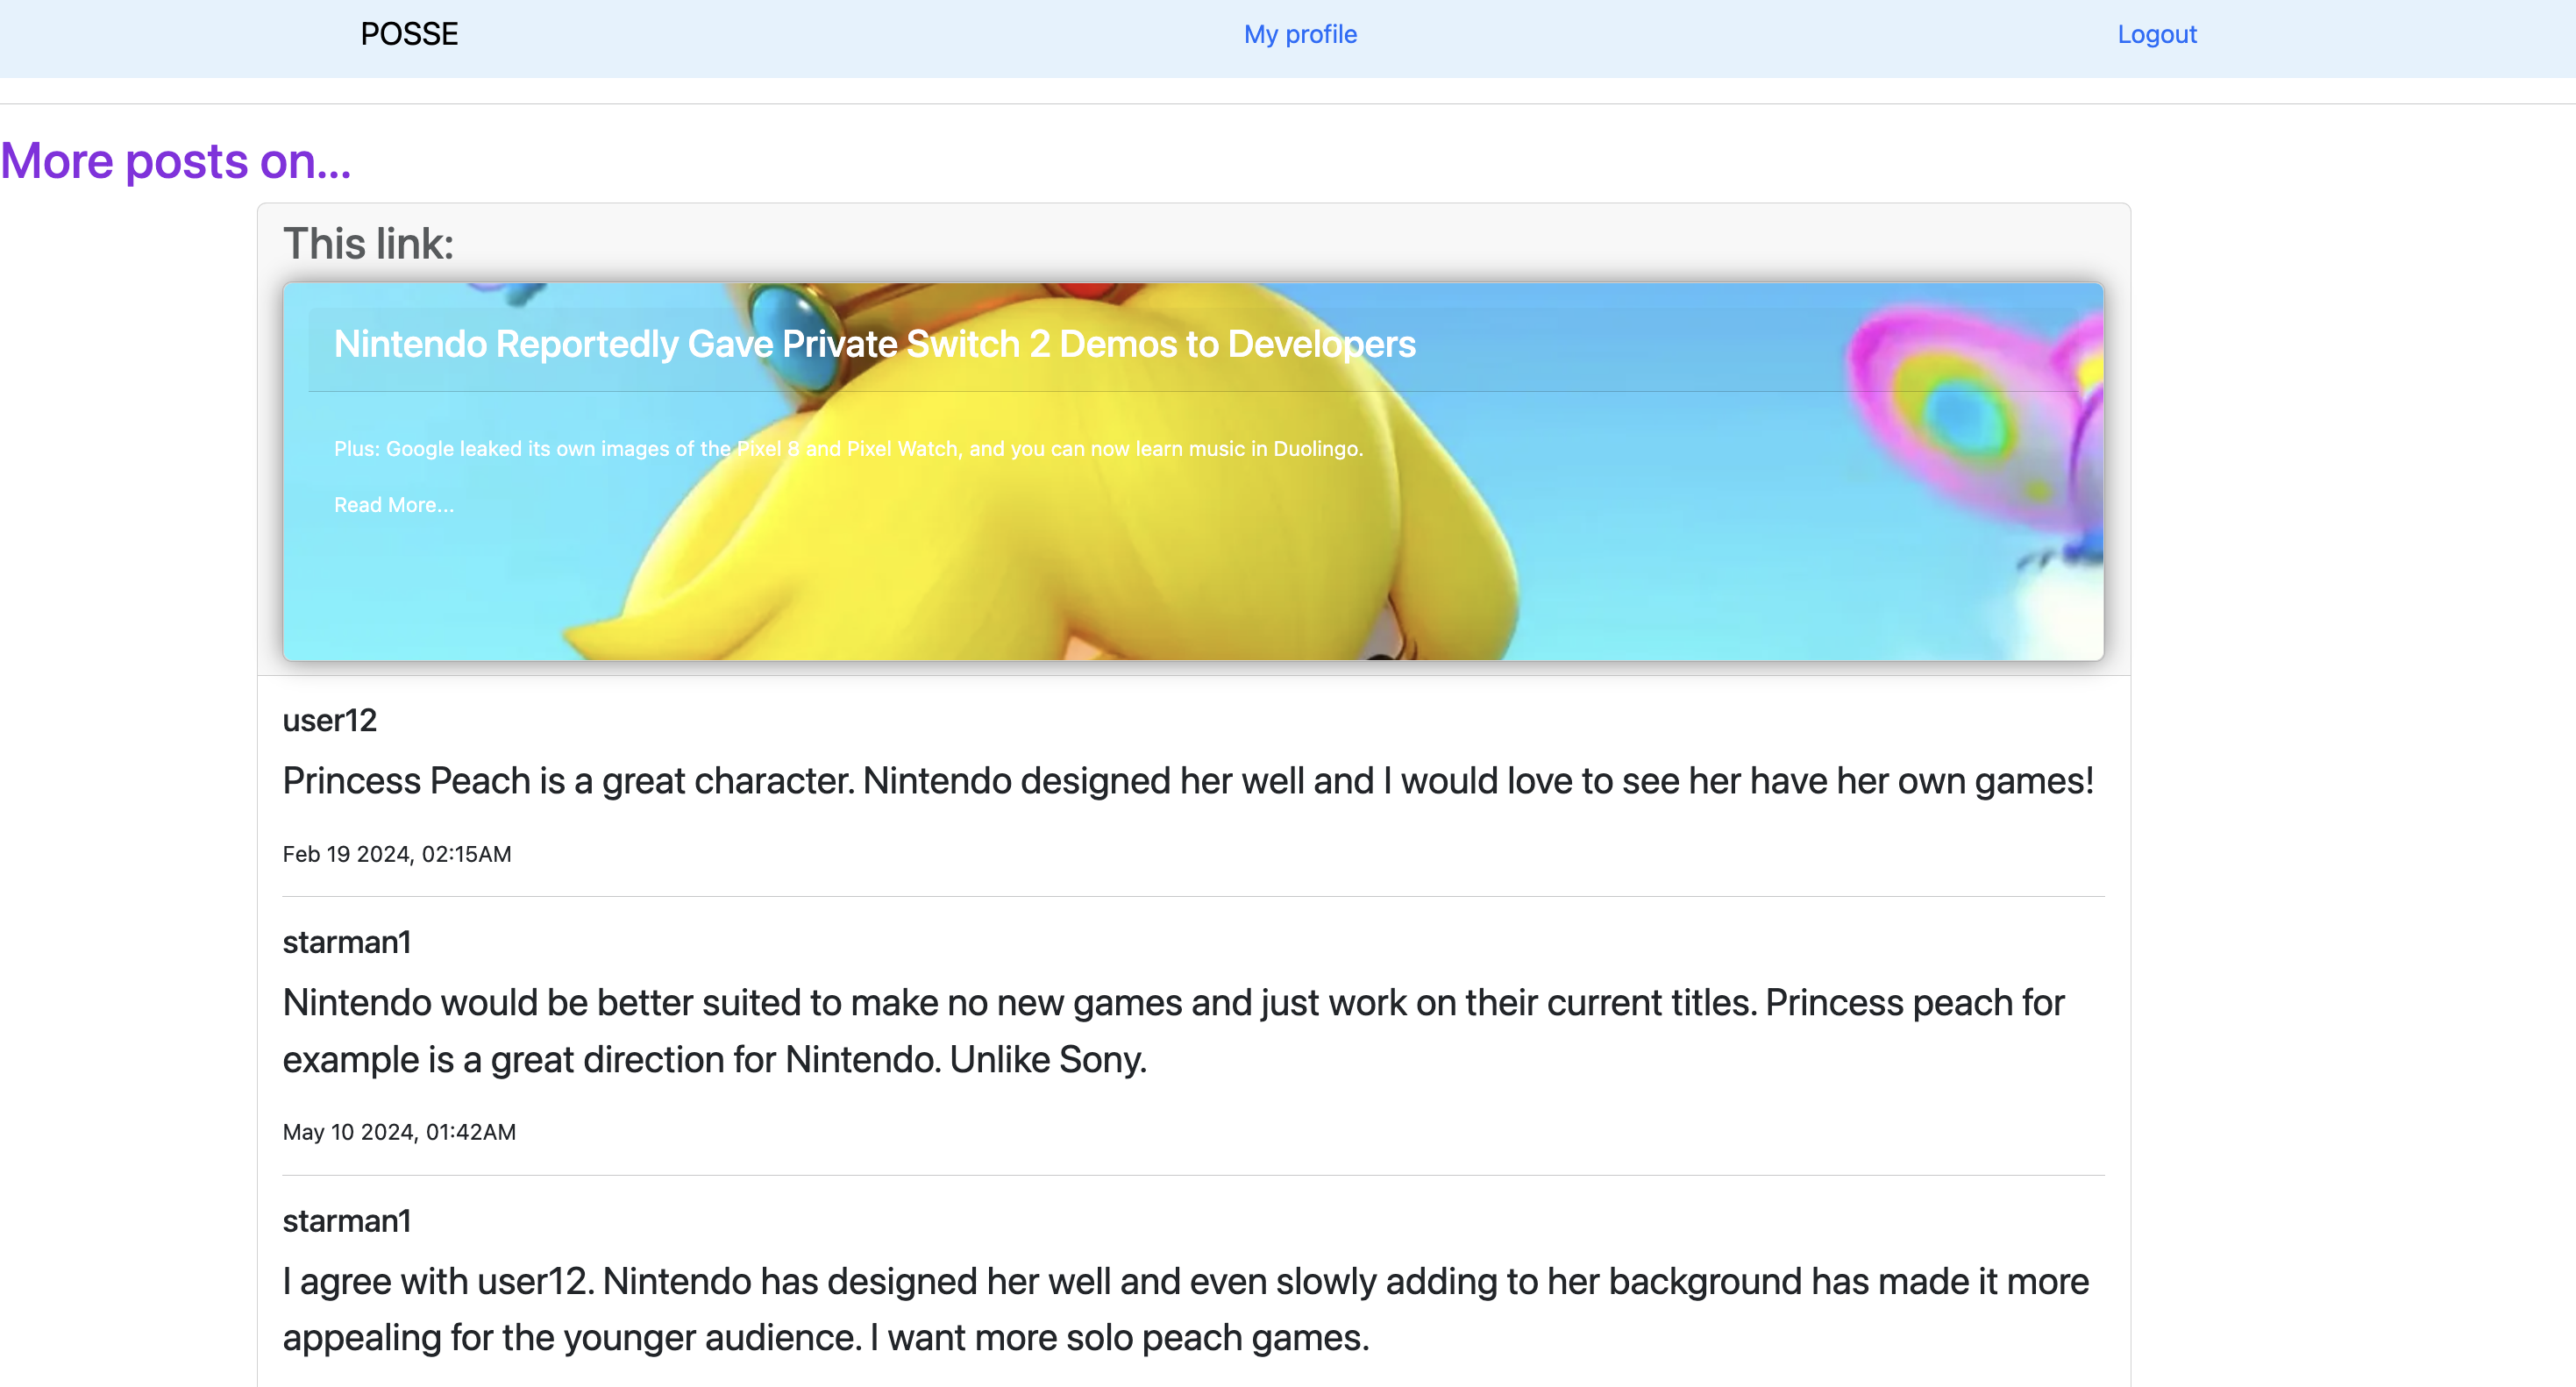 POSSE
My profile
Logout
More posts on...
This link:
Nintendo Reportedly Gave Private Switch 2 Demos to Developers
Plus: Google leaked its own images of the Pixel 8 and Pixel Watch, and you can now learn music in Duolingo.
Read More...
user12
Princess Peach is a great character. Nintendo designed her well and I would love to see her have her own games!
Feb 19 2024, 02:15AM
starman1
Nintendo would be better suited to make no new games and just work on their current titles. Princess peach for
example is a great direction for Nintendo. Unlike Sony.
May 10 2024, 01:42AM
starman1
I agree with user12. Nintendo has designed her well and even slowly adding to her background has made it more
appealing for the younger audience. I want more solo peach games.